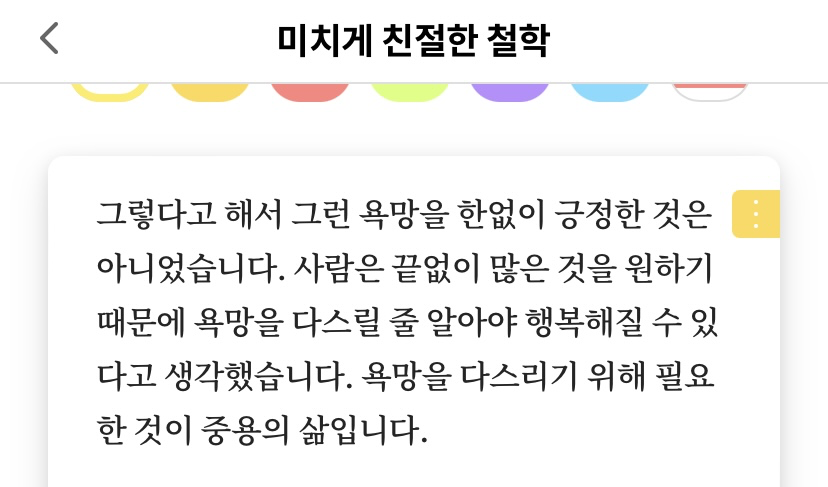 미치게 친절한 철학
그렇다고 해서 그런 욕망을 한없이 긍정한 것은
아니었습니다. 사람은 끝없이 많은 것을 원하기
때문에 욕망을 다스릴 줄 알아야 행복해질 수 있
다고 생각했습니다. 욕망을 다스리기 위해 필요
한 것이 중용의 삶입니다.